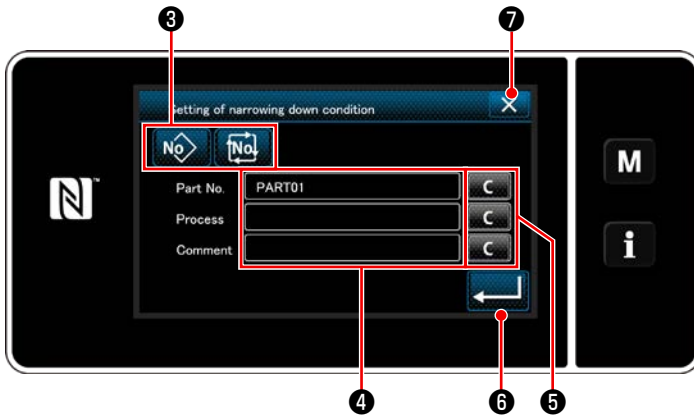 ❸
❼
Setting of narrowing down condition
No No.
M
Part No. PART01 C
Process C
Comment C
i
❹
❻
❺